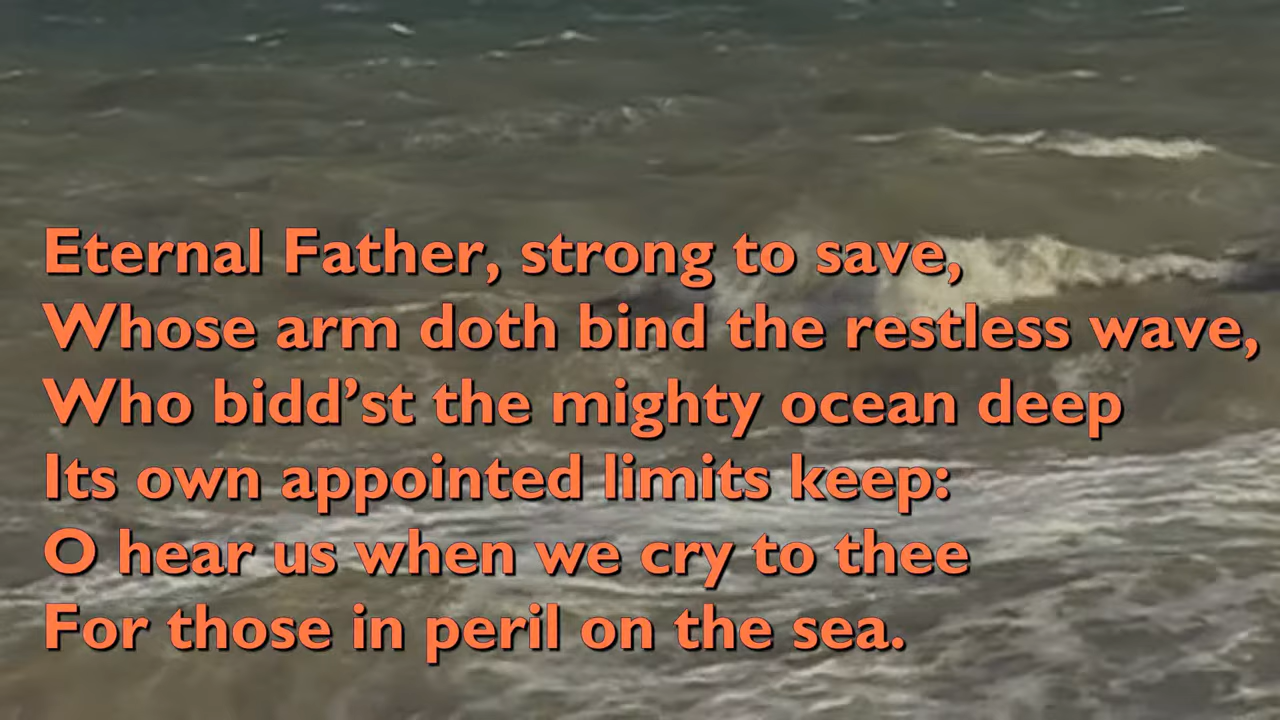 Eternal Father, strong to save,
Whose arm doth bind the restless wave,
Who bidd’st the mighty ocean deep
Its own appointed limits keep:
O hear us when we cry to thee
For those in peril on the sea.